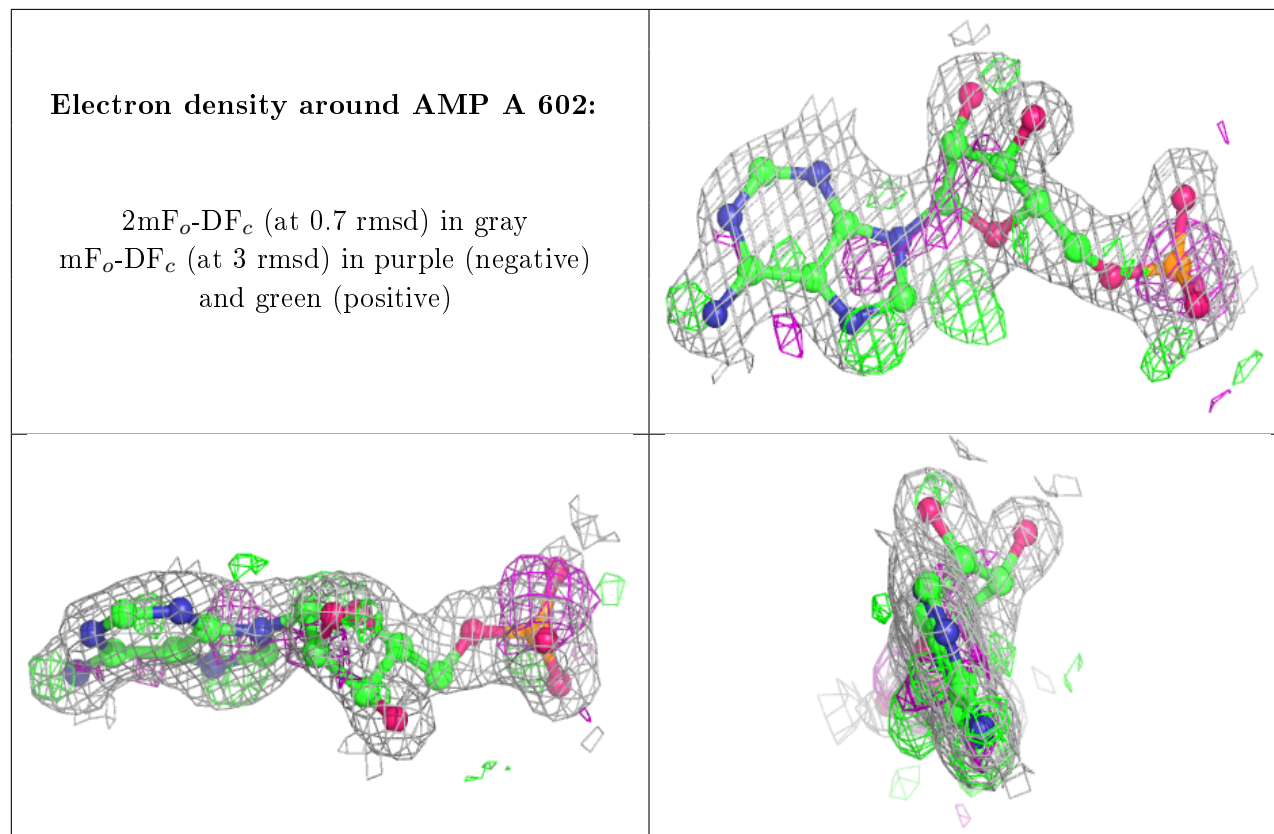 Electron density around AMP A 602:
2mFₒ-DF𝒸 (at 0.7 rmsd) in gray
mFₒ-DF𝒸 (at 3 rmsd) in purple (negative)
and green (positive)